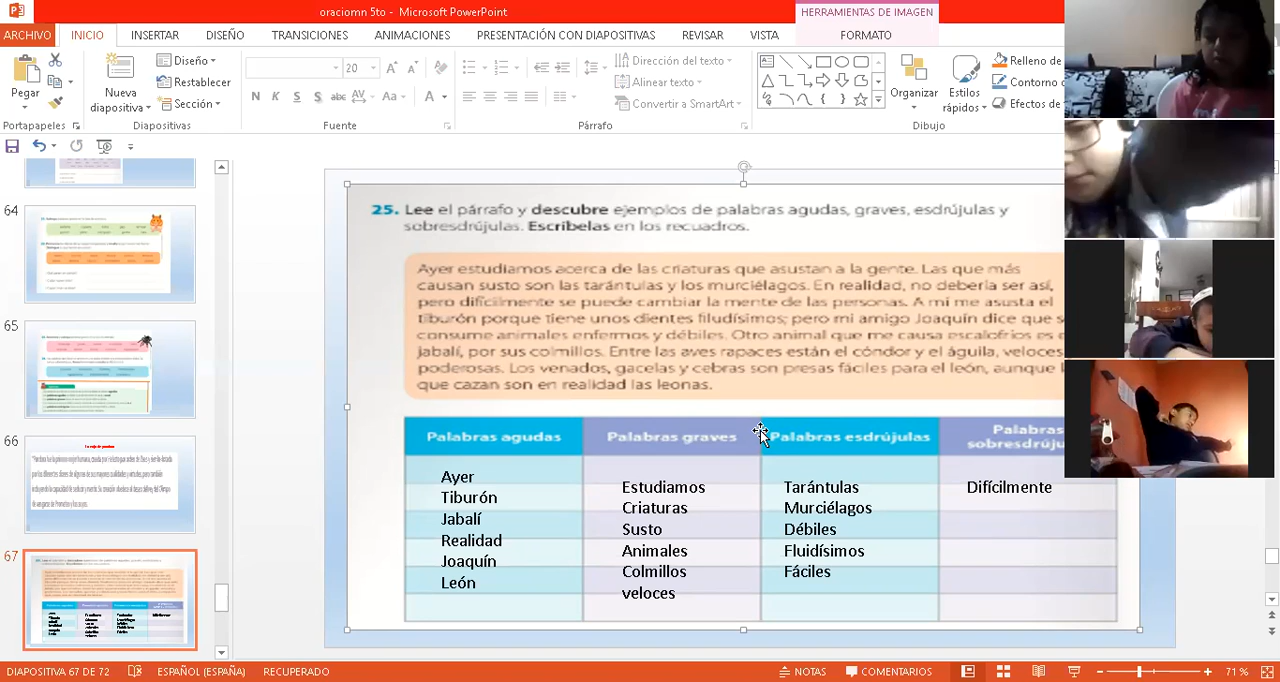 oraciomn 5to - Microsoft PowerPoint
HERRAMIENTAS DE IMAGEN
ARCHIVO INICIO INSERTAR DISEÑO TRANSICIONES ANIMACIONES PRESENTACIÓN CON DIAPOSITIVAS REVISAR VISTA FORMATO
Pegar
Nueva diapositiva
Diseño
Restablecer
Sección
20
N K S S abc AV Aa A
Dirección del texto
Alinear texto
Convertir a SmartArt
Organizar
Estilos rápidos
Relleno de
Contorno
Efectos de
Portapapeles Diapositivas Fuente Párrafo Dibujo
64
65
66
67
25. Lee el párrafo y descubre ejemplos de palabras agudas, graves, esdrújulas y
sobresdrújulas. Escríbelas en los recuadros.
Ayer estudiamos acerca de las criaturas que asustan a la gente. Las que más
causan susto son las tarántulas y los murciélagos. En realidad, no debería ser así,
pero difícilmente se puede cambiar la mente de las personas. A mí me asusta el
tiburón porque tiene unos dientes filudísimos; pero mi amigo Joaquín dice que
consume animales enfermos y débiles. Otro animal que me causa escalofríos
jabalí, por sus colmillos. Entre las aves rapaces están el cóndor y el águila, veloces
poderosas. Los venados, gacelas y cebras son presas fáciles para el león, aunque
que cazan son en realidad las leonas.
Palabras agudas Palabras graves Palabras esdrújulas Palabras
Ayer
Tiburón
Jabalí
Realidad
Joaquín
León
Estudiamos
Criaturas
Susto
Animales
Colmillos
veloces
Tarántulas
Murciélagos
Débiles
Fluidísimos
Fáciles
Difícilmente
DIAPOSITIVA 67 DE 72 ESPAÑOL (ESPAÑA) RECUPERADO NOTAS COMENTARIOS 71 %